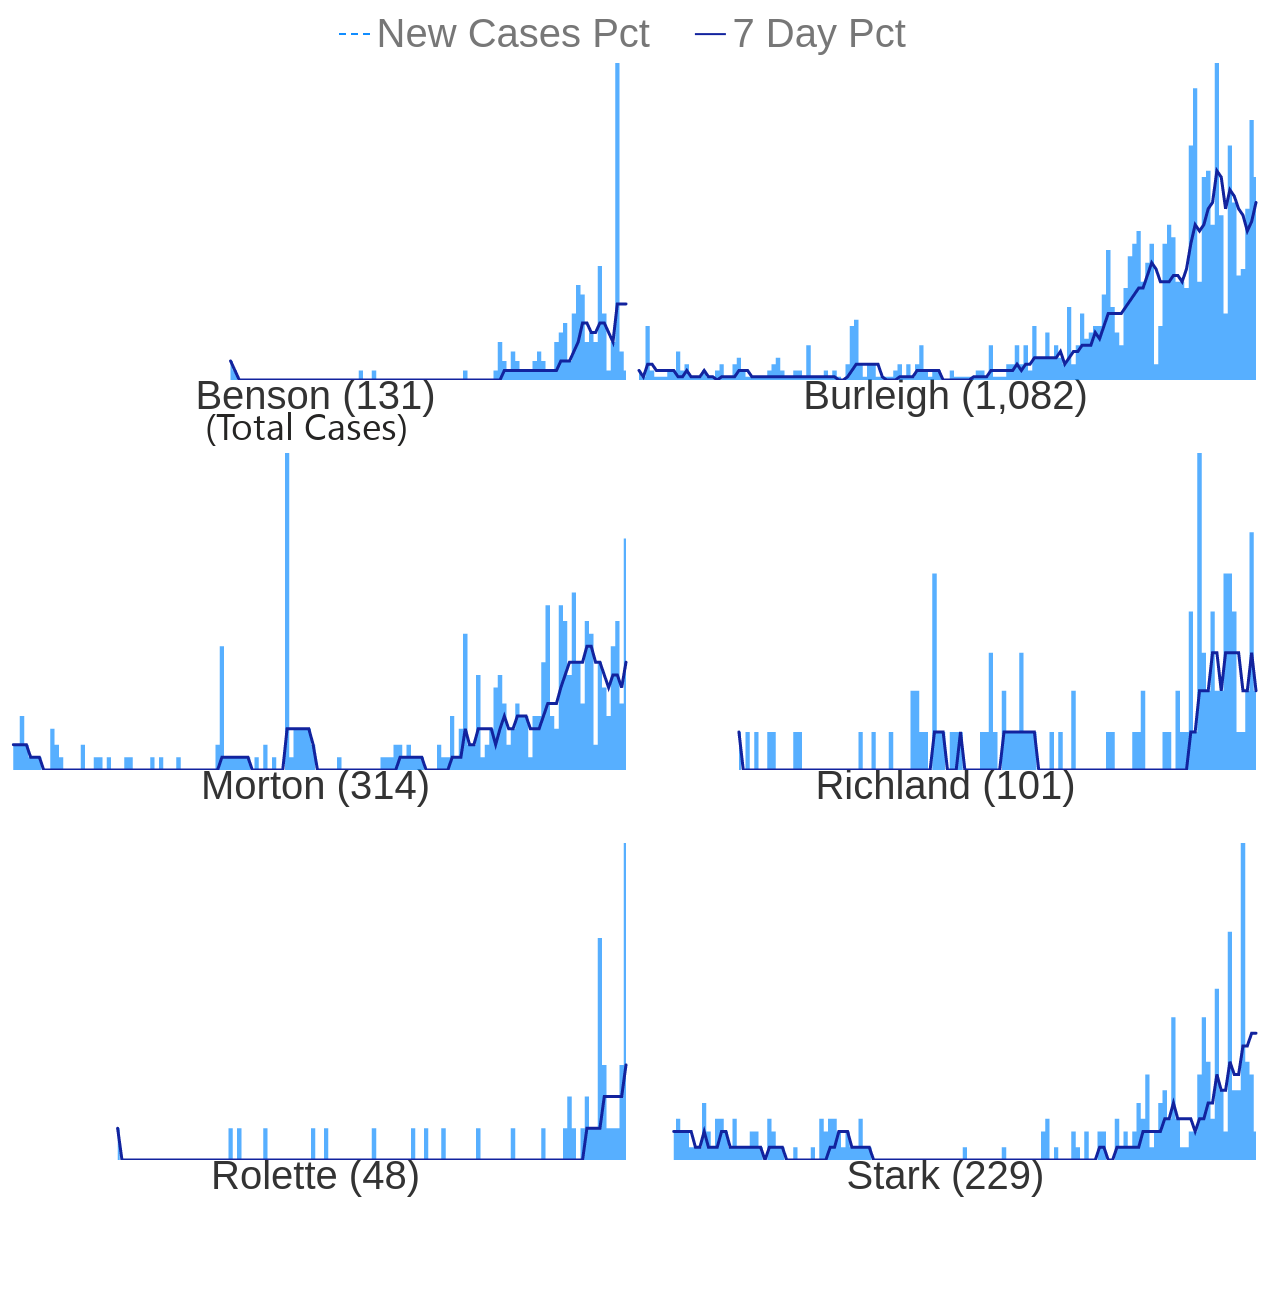 New Cases Pct 7 Day Pct
Benson (131)
(Total Cases)
Burleigh (1,082)
Morton (314)
Richland (101)
Rolette (48)
Stark (229)